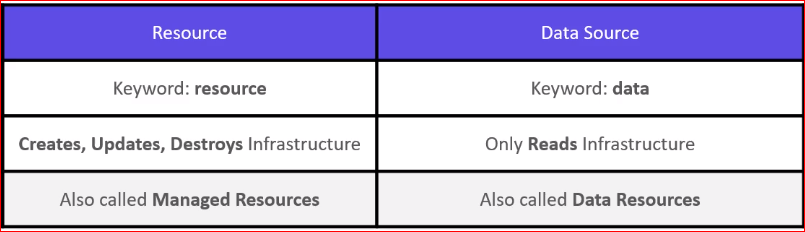 Resource
Data Source
Keyword: resource
Keyword: data
Creates, Updates, Destroys Infrastructure
Only Reads Infrastructure
Also called Managed Resources
Also called Data Resources